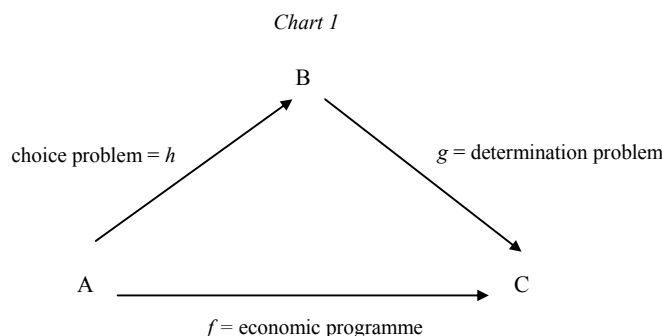 Chart 1
B
choice problem = h
g = determination problem
A
C
f = economic programme